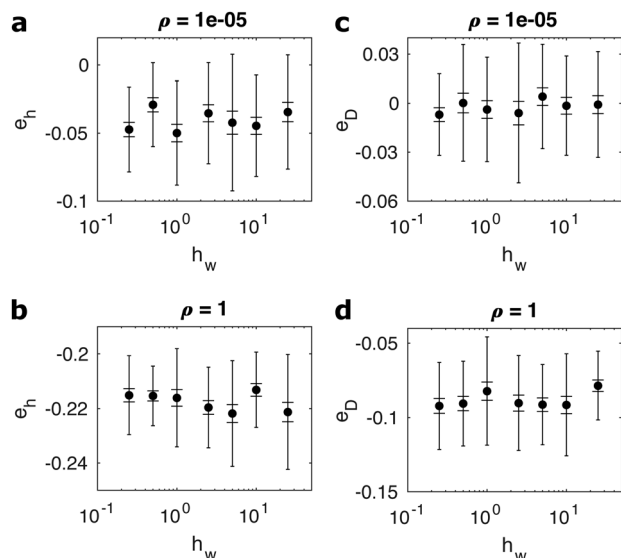 a
ρ = 1e-05
0
-0.05
-0.1
e_h
10^-1
10^0
10^1
h_w
c
ρ = 1e-05
0.03
0
-0.03
-0.06
e_D
10^-1
10^0
10^1
h_w
b
ρ = 1
-0.2
-0.22
-0.24
e_h
10^-1
10^0
10^1
h_w
d
ρ = 1
-0.05
-0.1
-0.15
e_D
10^-1
10^0
10^1
h_w